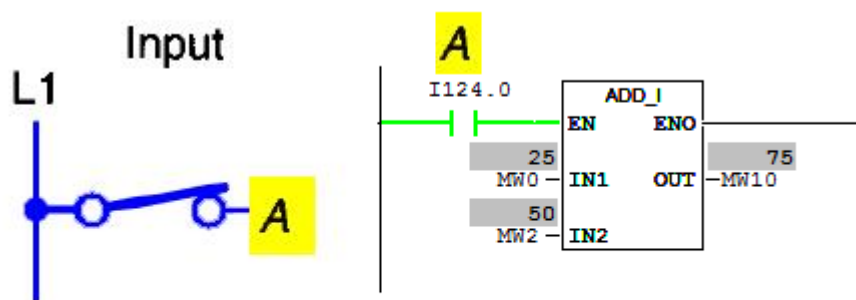 Input
L1
A
A
I124.0
ADD_I
EN ENO
25
75
MW0 IN1 OUT MW10
50
MW2 IN2